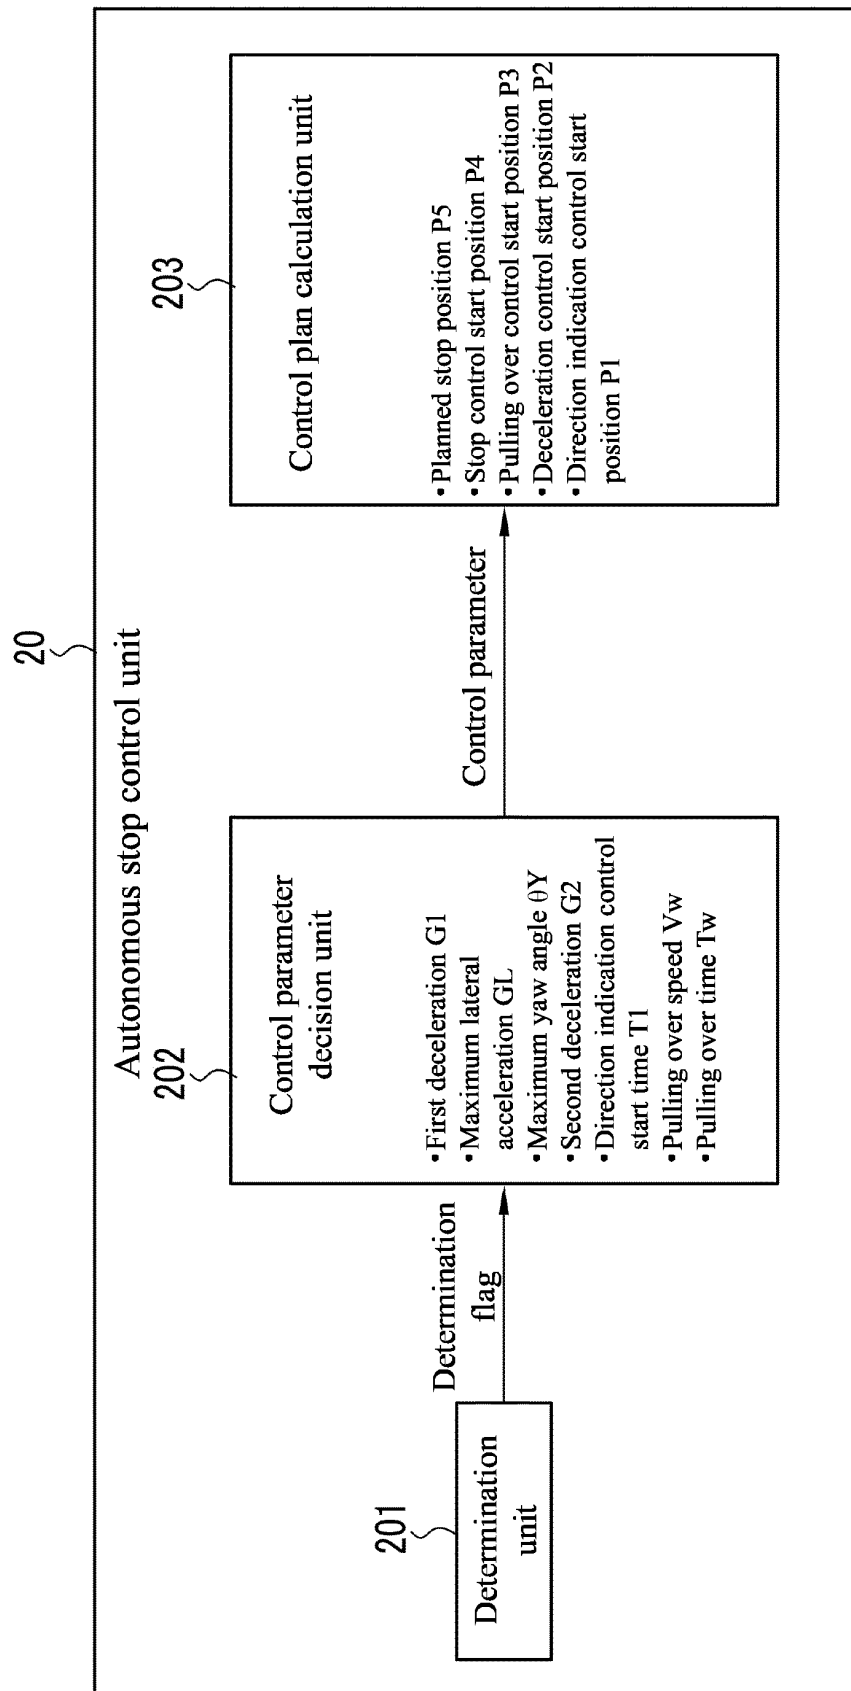 20
Autonomous stop control unit
201
Determination
unit
Determination
flag
202
Control parameter
decision unit
•First deceleration G1
•Maximum lateral
acceleration GL
•Maximum yaw angle θY
•Second deceleration G2
•Direction indication control
start time T1
•Pulling over speed Vw
•Pulling over time Tw
Control parameter
203
Control plan calculation unit
•Planned stop position P5
•Stop control start position P4
•Pulling over control start position P3
•Deceleration control start position P2
•Direction indication control start
position P1